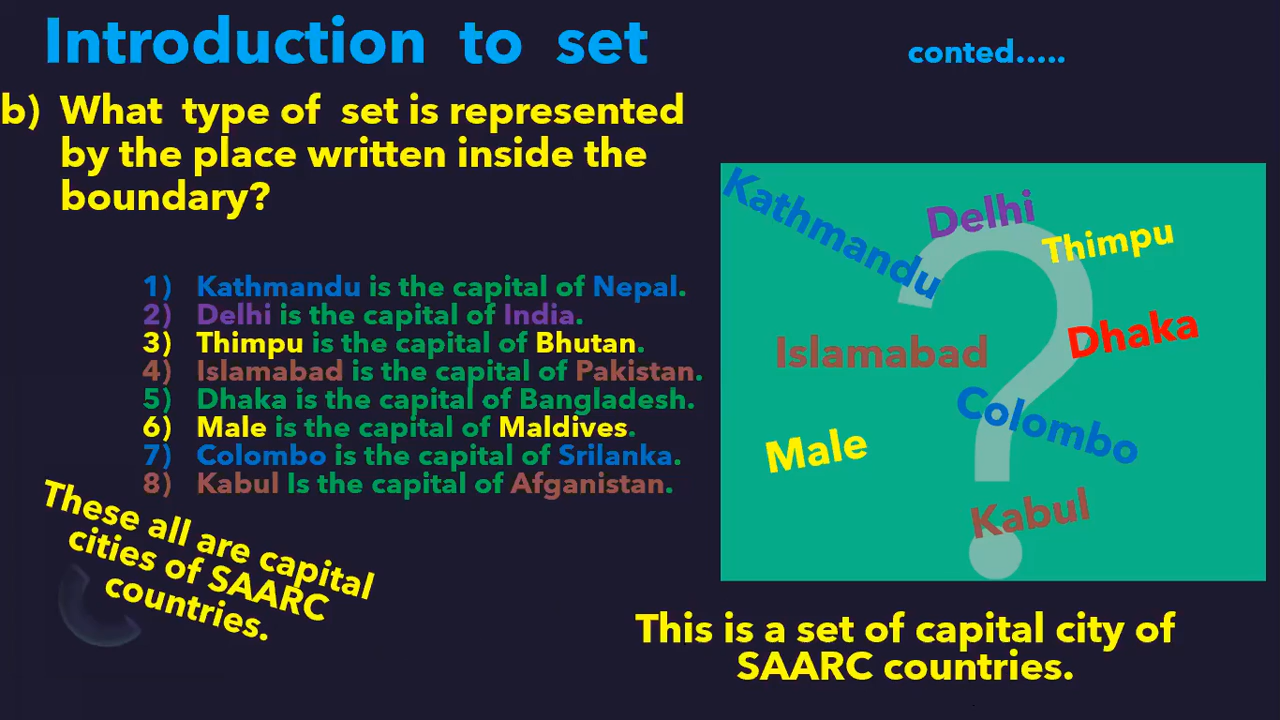 Introduction to set
conted.....
b) What type of set is represented
by the place written inside the
boundary?
1) Kathmandu is the capital of Nepal.
2) Delhi is the capital of India.
3) Thimpu is the capital of Bhutan.
4) Islamabad is the capital of Pakistan.
5) Dhaka is the capital of Bangladesh.
6) Male is the capital of Maldives.
7) Colombo is the capital of Srilanka.
8) Kabul Is the capital of Afganistan.
These all are capital
cities of SAARC
countries.
Kathmandu
Delhi
Thimpu
Islamabad
Dhaka
Colombo
Male
Kabul
?
This is a set of capital city of
SAARC countries.